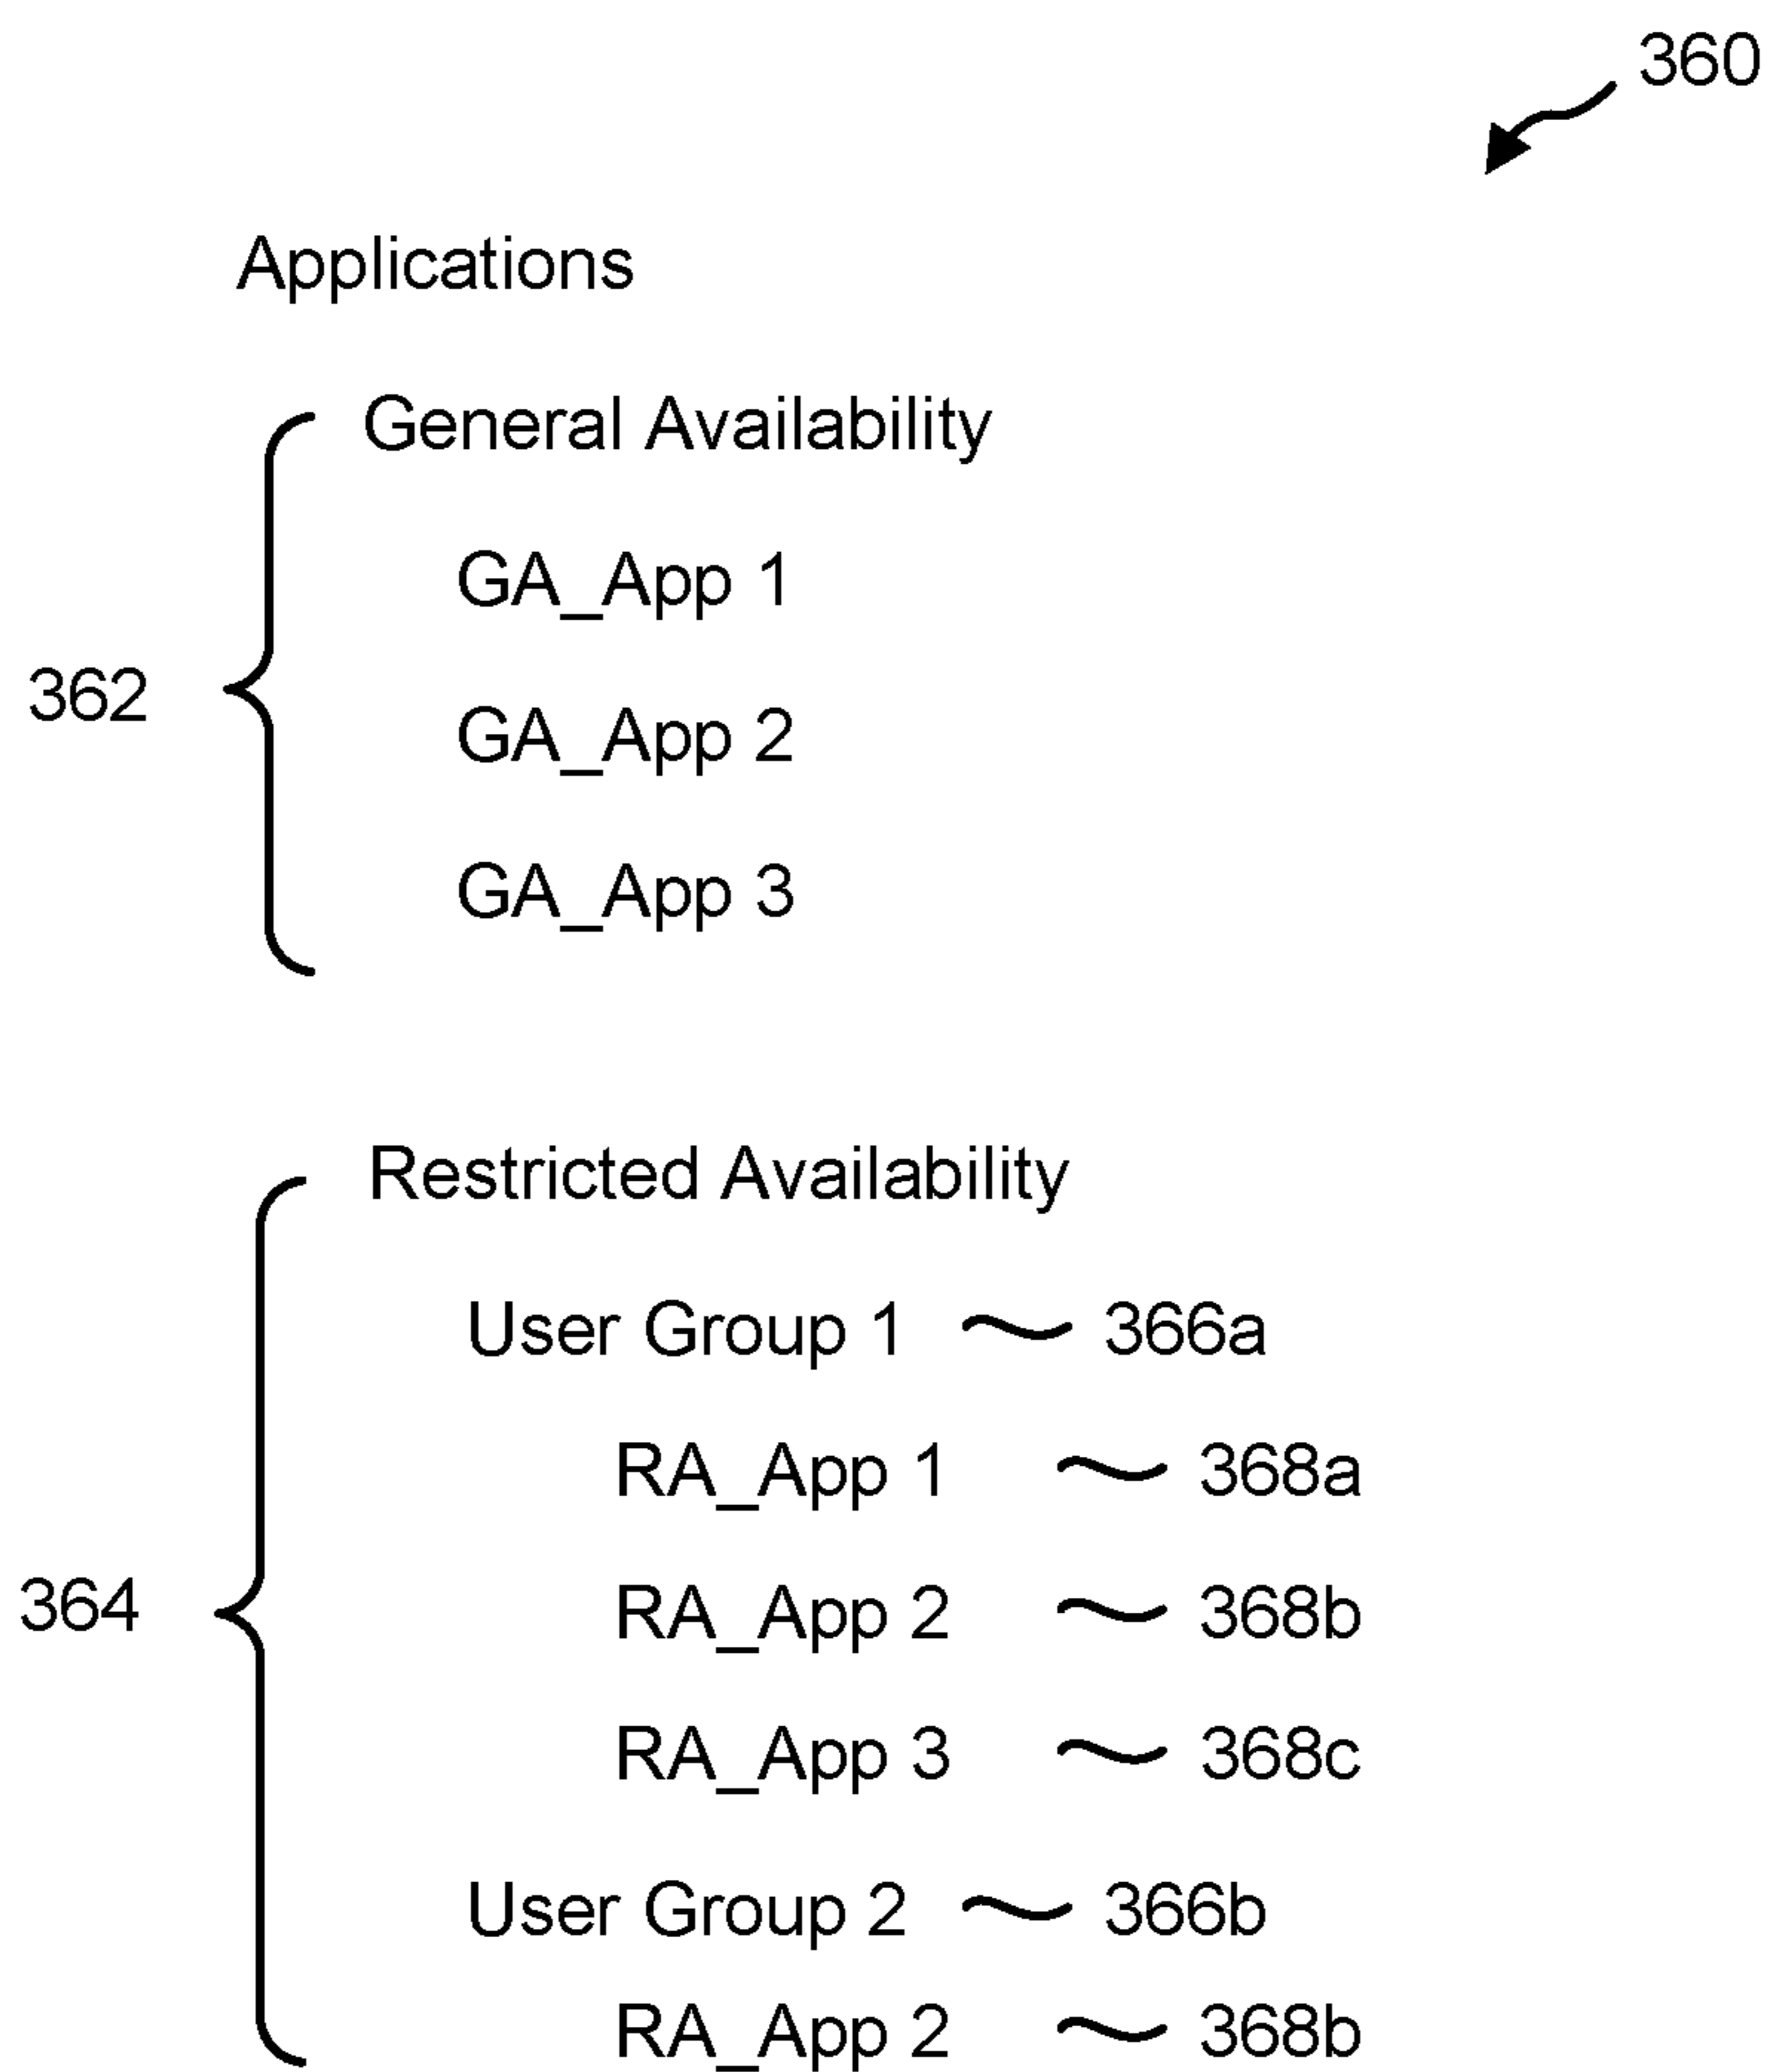 360
Applications
General Availability
GA_App 1
GA_App 2
362
GA_App 3
Restricted Availability
User Group 1 366a
RA_App 1 368a
364
RA_App 2 368b
RA_App 3 368c
User Group 2 366b
RA_App 2 368b